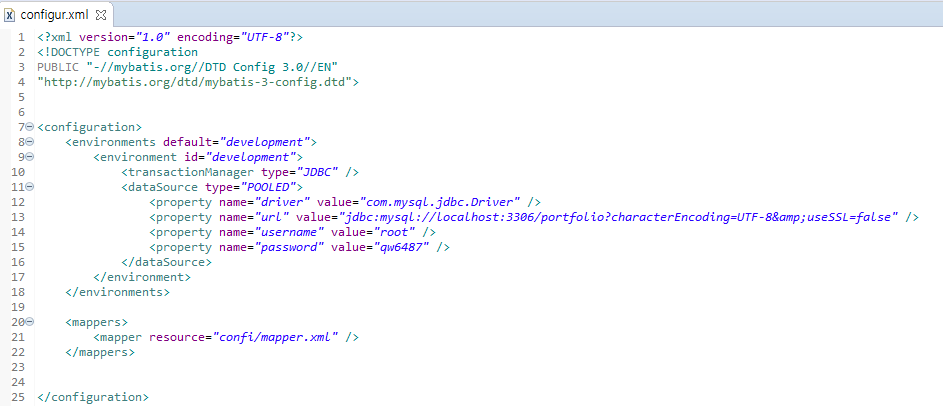 configur.xml
1 <?xml version="1.0" encoding="UTF-8"?>
2 <!DOCTYPE configuration
3 PUBLIC "-//mybatis.org//DTD Config 3.0//EN"
4 "http://mybatis.org/dtd/mybatis-3-config.dtd">
5
6
7 <configuration>
8 <environments default="development">
9 <environment id="development">
10 <transactionManager type="JDBC" />
11 <dataSource type="POOLED">
12 <property name="driver" value="com.mysql.jdbc.Driver" />
13 <property name="url" value="jdbc:mysql://localhost:3306/portfolio?characterEncoding=UTF-8&amp;useSSL=false" />
14 <property name="username" value="root" />
15 <property name="password" value="qw6487" />
16 </dataSource>
17 </environment>
18 </environments>
19
20 <mappers>
21 <mapper resource="confi/mapper.xml" />
22 </mappers>
23
24
25 </configuration>